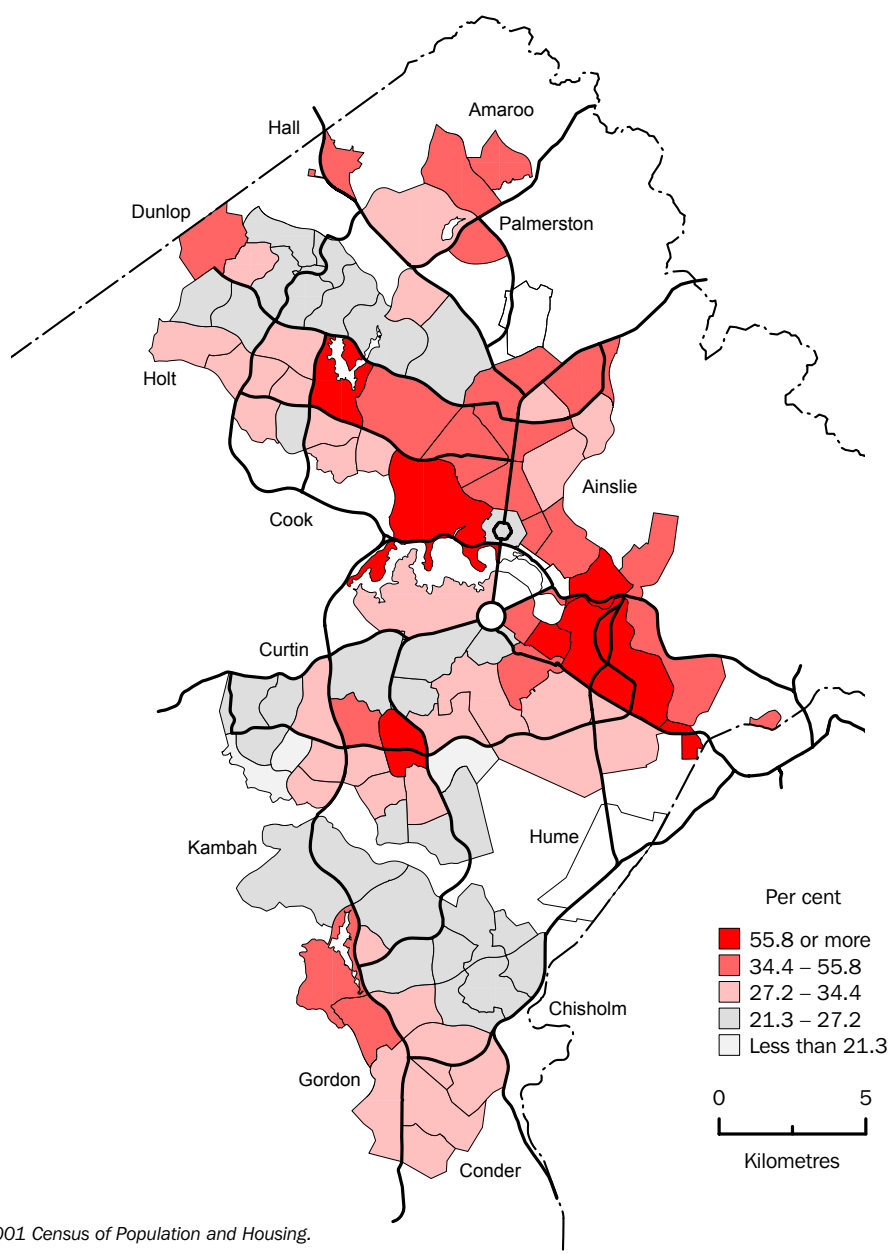 Amaroo
Hall
Dunlop
Palmerston
Holt
Ainslie
Cook
Curtin
Hume
Kambah
Per cent
55.8 or more
34.4 – 55.8
27.2 – 34.4
21.3 – 27.2
Less than 21.3
Chisholm
Gordon
0 5
Kilometres
Conder
001 Census of Population and Housing.